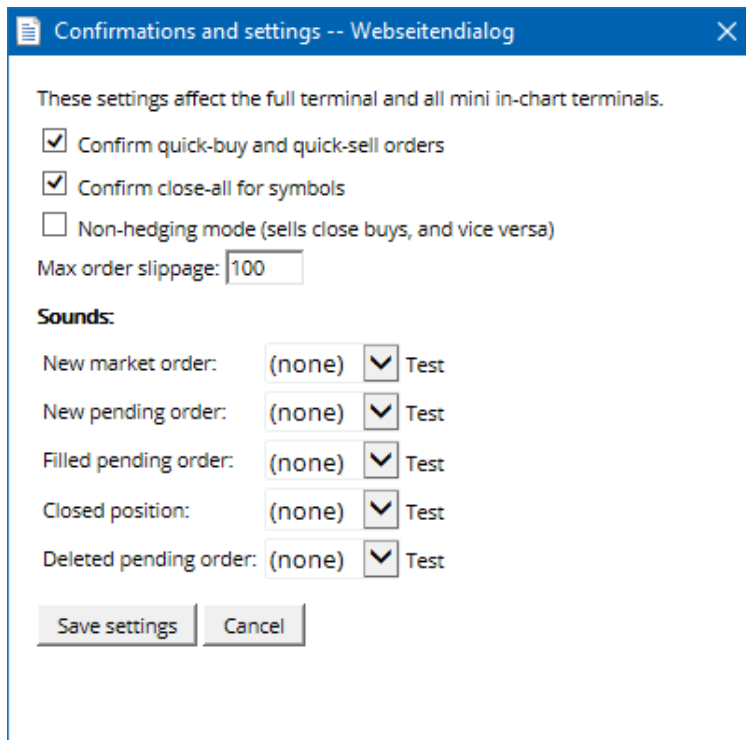 Confirmations and settings -- Webseitendialog
These settings affect the full terminal and all mini in-chart terminals.
Confirm quick-buy and quick-sell orders
Confirm close-all for symbols
Non-hedging mode (sells close buys, and vice versa)
Max order slippage: 100
Sounds:
New market order: (none) Test
New pending order: (none) Test
Filled pending order: (none) Test
Closed position: (none) Test
Deleted pending order: (none) Test
Save settings Cancel